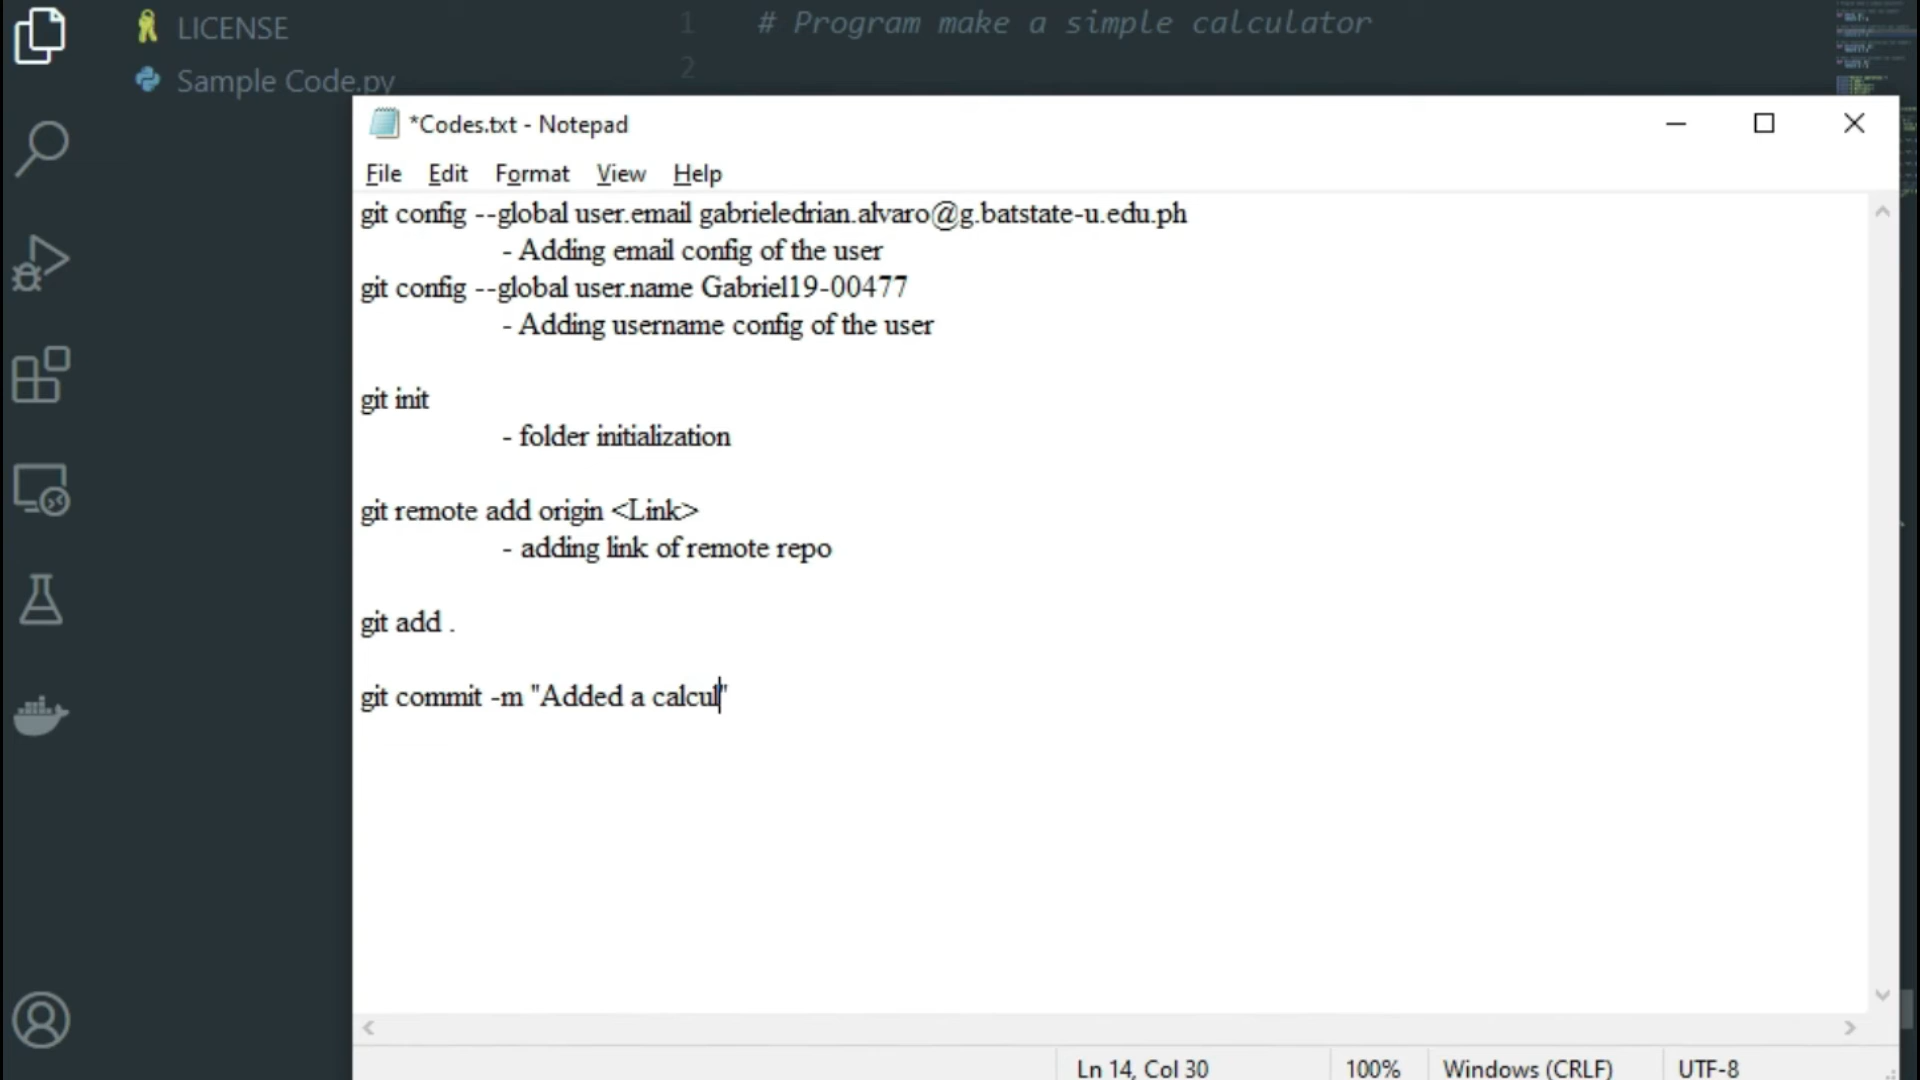 LICENSE
Sample Code.py
1 # Program make a simple calculator
2
*Codes.txt - Notepad
File Edit Format View Help
git config --global user.email gabrieledrian.alvaro@g.batstate-u.edu.ph
- Adding email config of the user
git config --global user.name Gabriel19-00477
- Adding username config of the user
git init
- folder initialization
git remote add origin <Link>
- adding link of remote repo
git add .
git commit -m "Added a calcul"
Ln 14, Col 30 100% Windows (CRLF) UTF-8